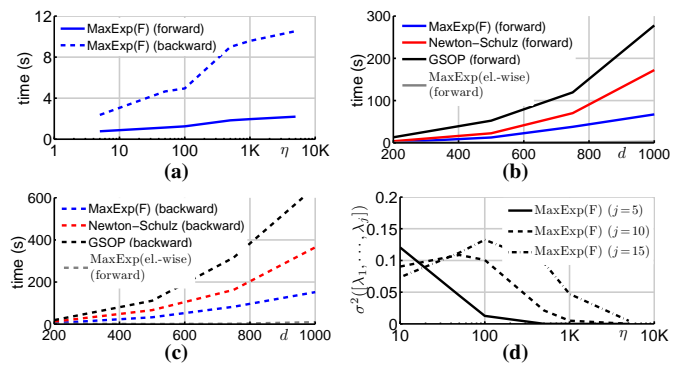 12
8
4
0
time (s)
MaxExp(F) (forward)
MaxExp(F) (backward)
1 10 100 1K η 10K
(a)
300
200
100
0
time (s)
MaxExp(F) (forward)
Newton-Schulz (forward)
GSOP (forward)
MaxExp(el.-wise)
(forward)
200 400 600 800 d 1000
(b)
600
400
200
0
time (s)
MaxExp(F) (backward)
Newton-Schulz (backward)
GSOP (backward)
MaxExp(el.-wise)
(forward)
200 400 600 800 d 1000
(c)
0.2
0.15
0.1
0.05
0
σ²([λ₁, ⋯, λⱼ])
MaxExp(F) (j=5)
MaxExp(F) (j=10)
MaxExp(F) (j=15)
10 100 1K η 10K
(d)